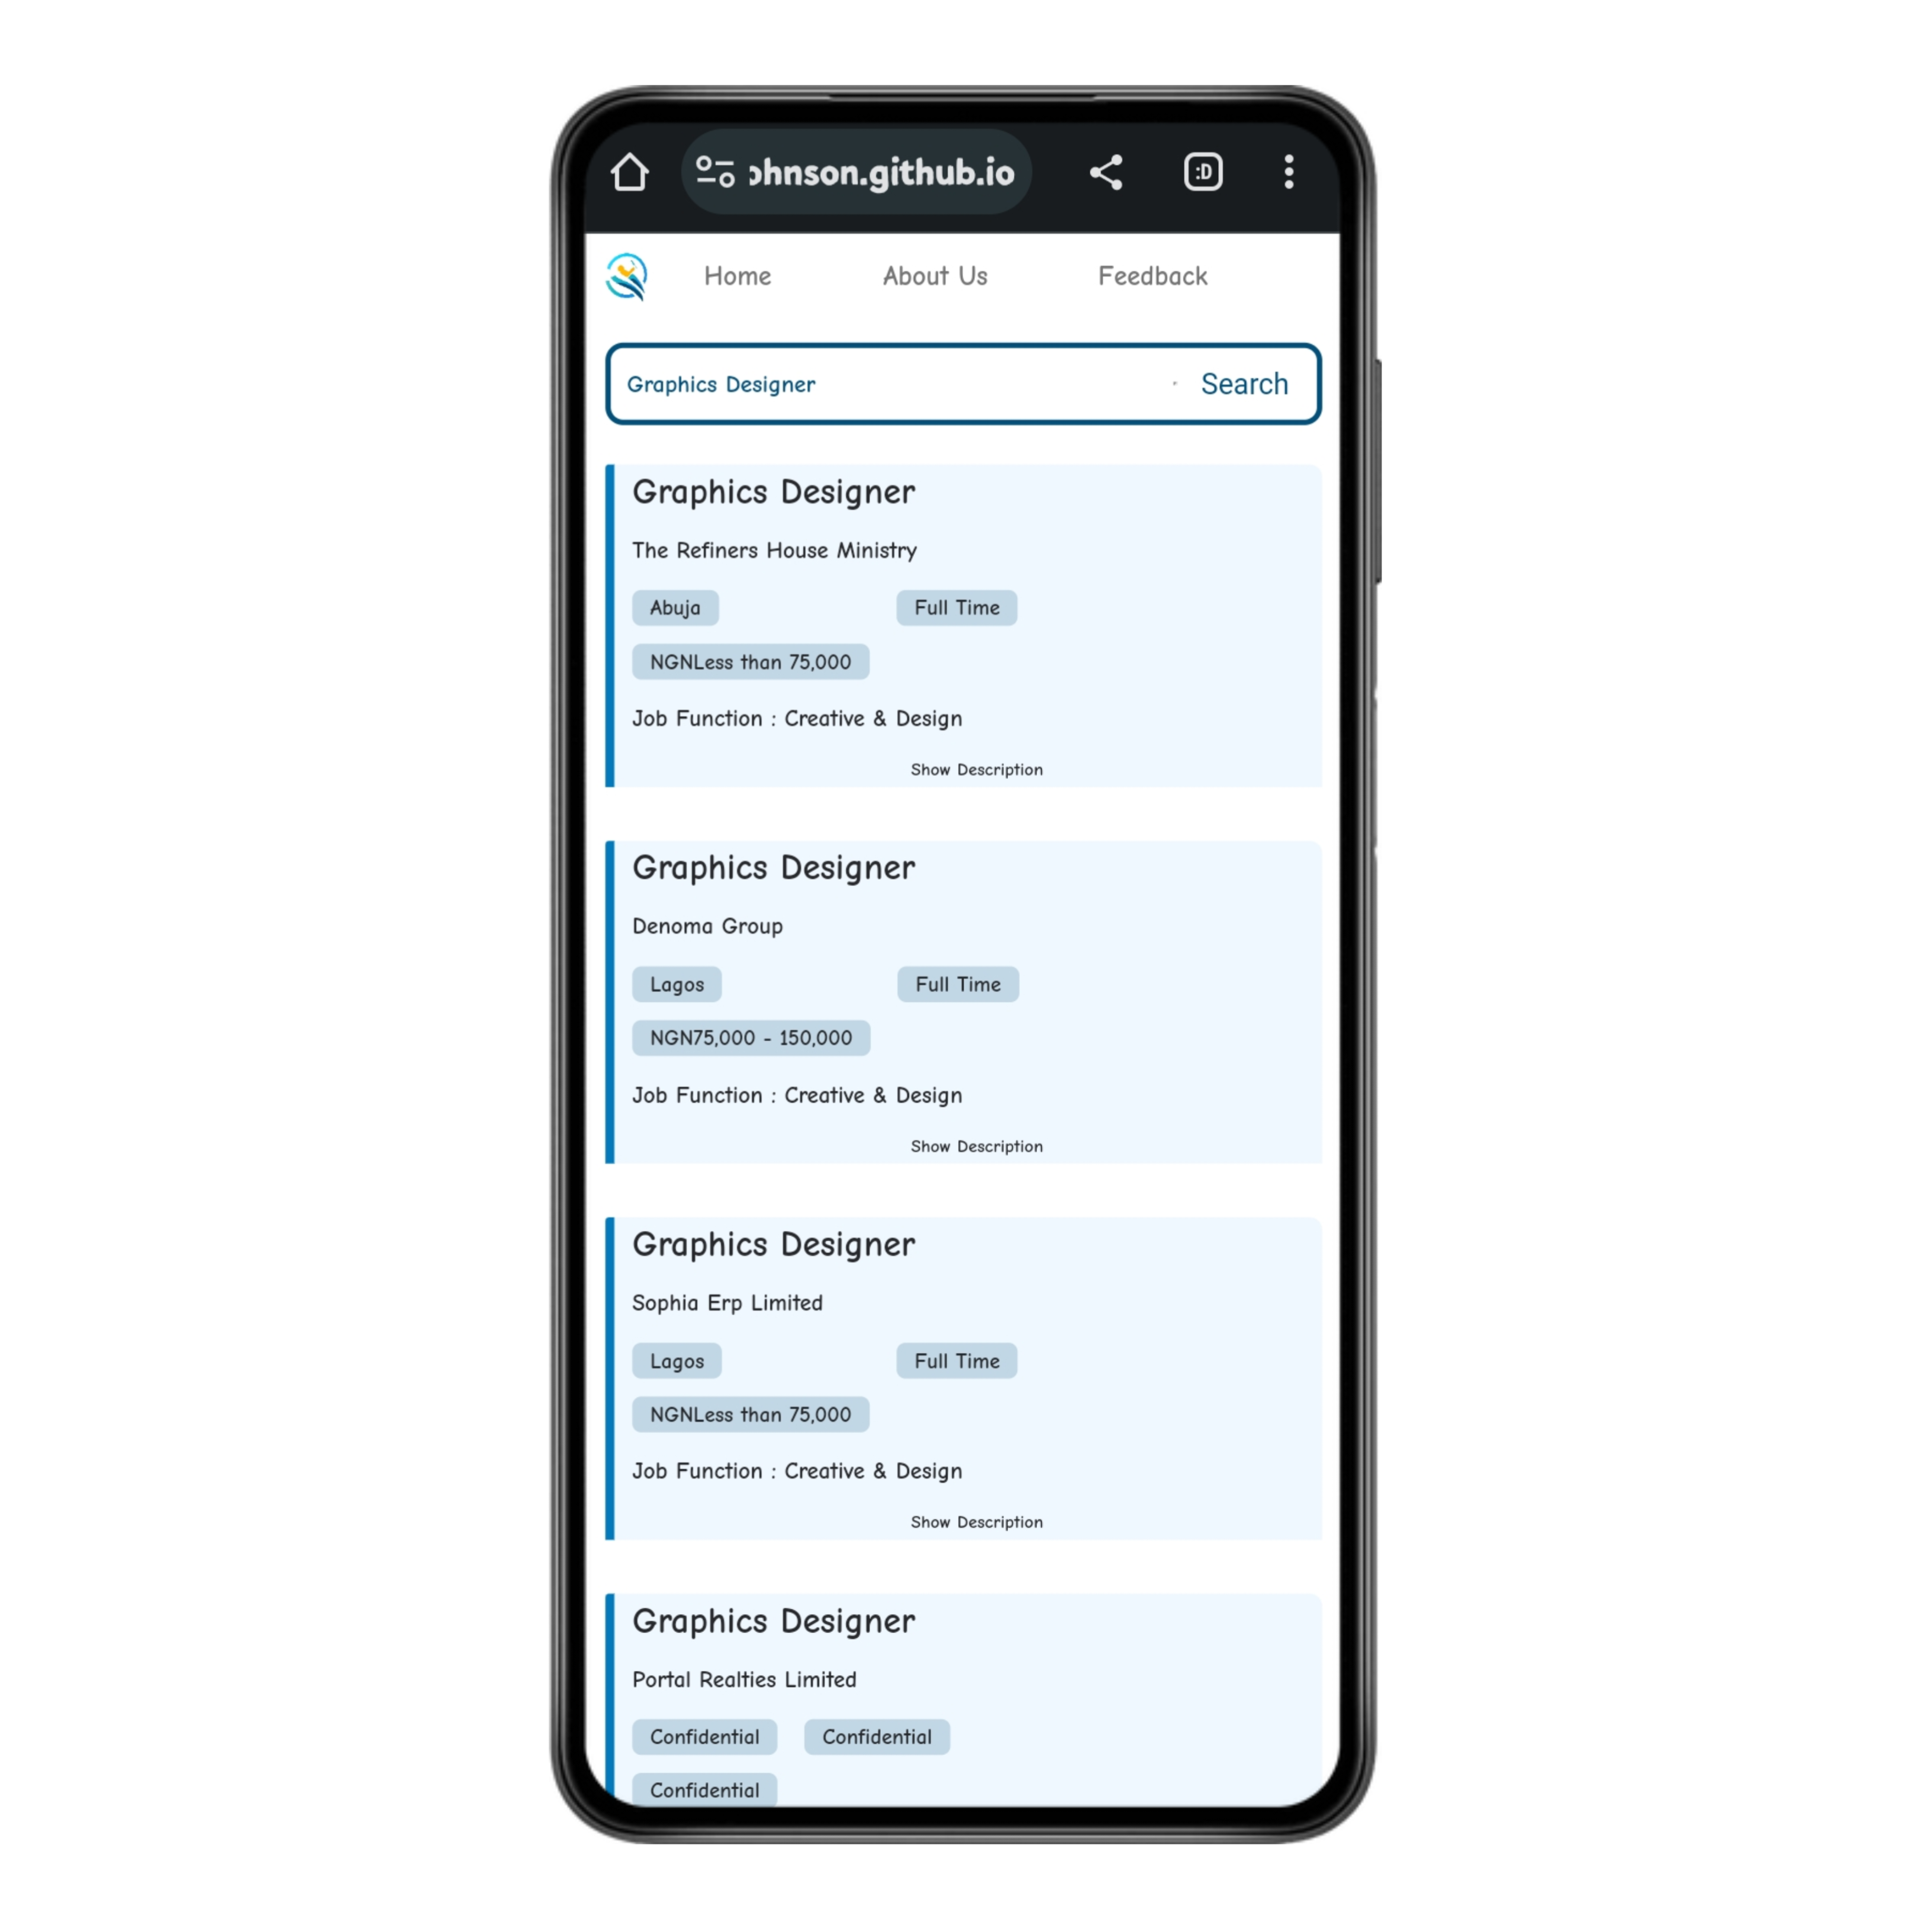 ohnson.github.io
:D
Home About Us Feedback
Graphics Designer Search
Graphics Designer
The Refiners House Ministry
Abuja Full Time
NGNLess than 75,000
Job Function : Creative & Design
Show Description
Graphics Designer
Denoma Group
Lagos Full Time
NGN75,000 - 150,000
Job Function : Creative & Design
Show Description
Graphics Designer
Sophia Erp Limited
Lagos Full Time
NGNLess than 75,000
Job Function : Creative & Design
Show Description
Graphics Designer
Portal Realties Limited
Confidential Confidential
Confidential